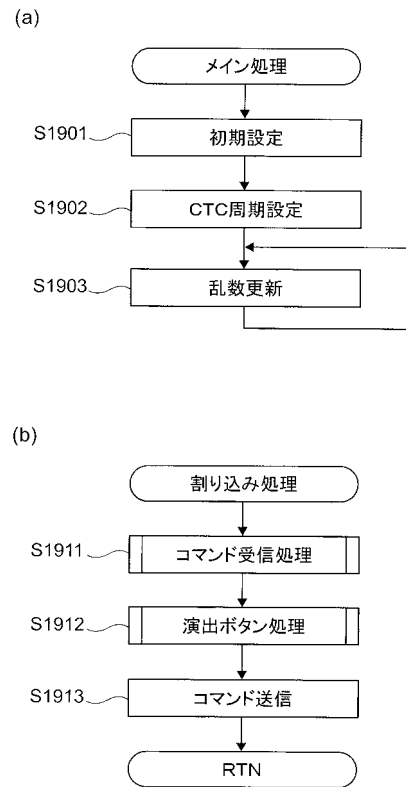 (a)
メイン処理
S1901
初期設定
S1902
CTC周期設定
S1903
乱数更新
(b)
割り込み処理
S1911
コマンド受信処理
S1912
演出ボタン処理
S1913
コマンド送信
RTN